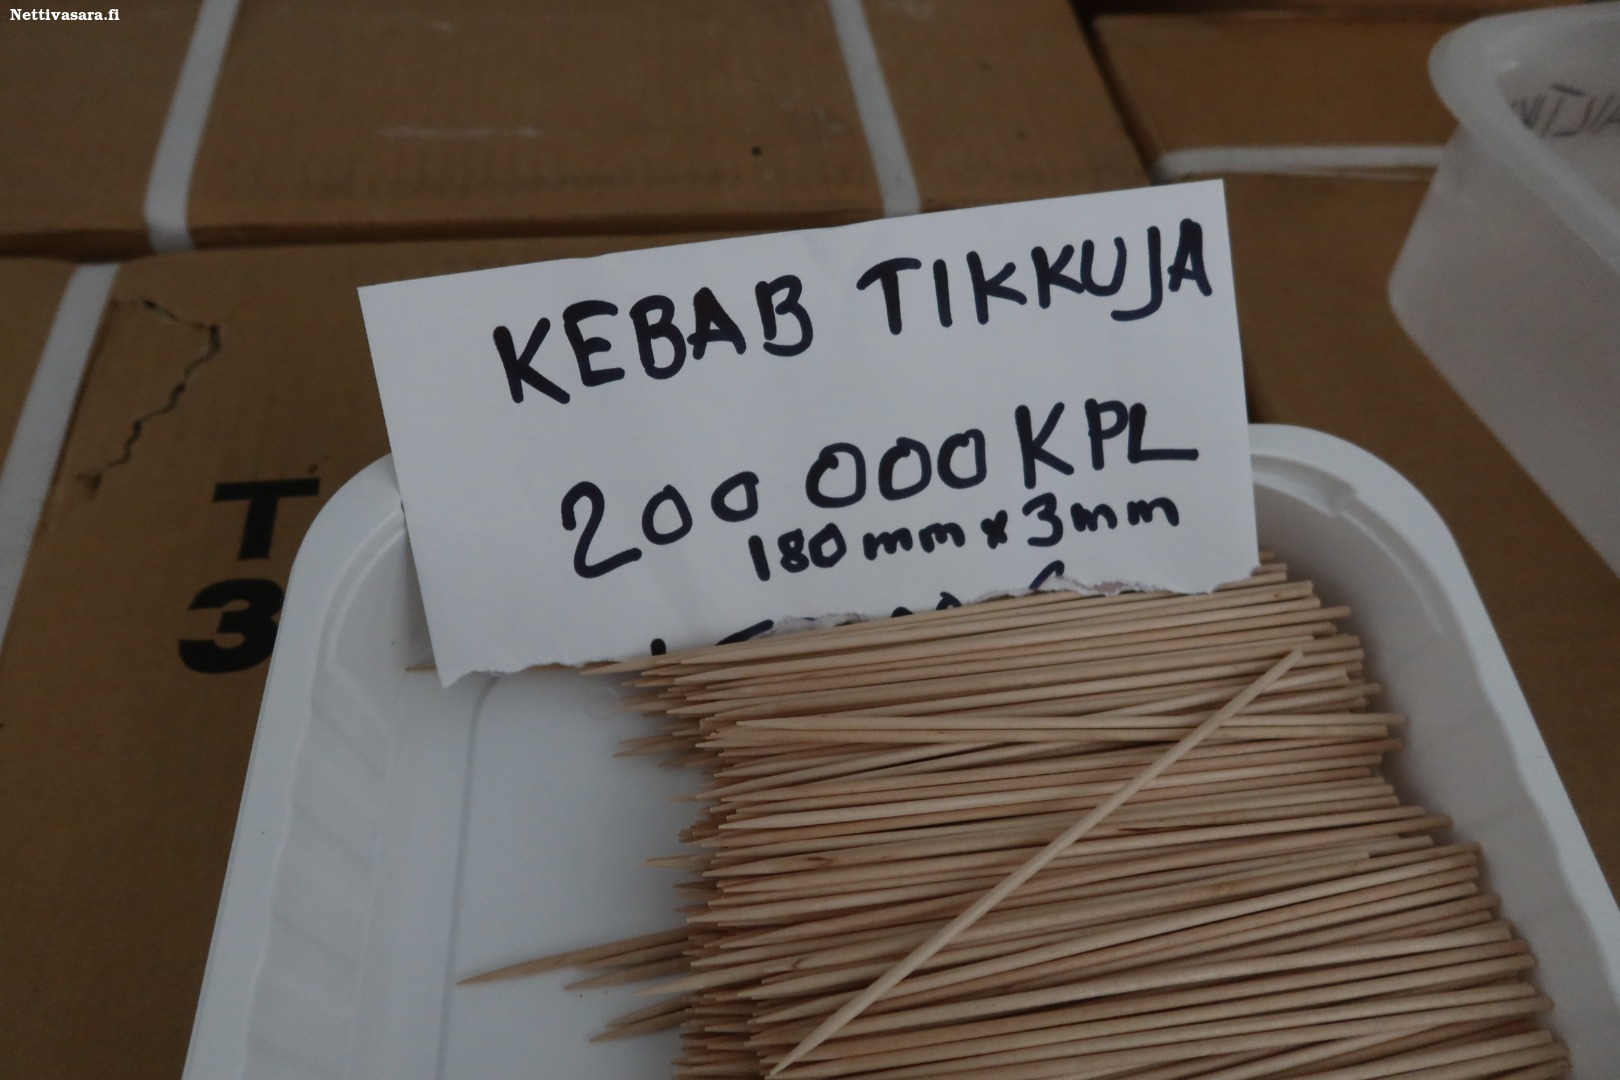 Nettivasara.fi
KEBAB TIKKUJA
200 000 KPL
180 mm x 3 mm
T
3